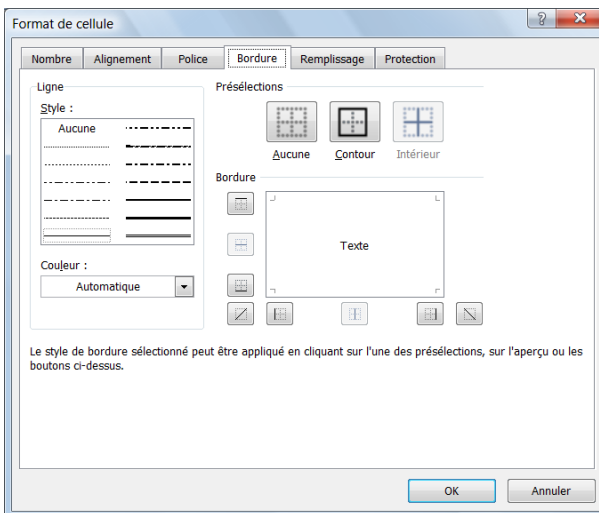 Format de cellule
Nombre Alignement Police Bordure Remplissage Protection
Ligne
Style :
Aucune
Couleur :
Automatique
Présélections
Aucune Contour Intérieur
Bordure
Texte
Le style de bordure sélectionné peut être appliqué en cliquant sur l'une des présélections, sur l'aperçu ou les
boutons ci-dessus.
OK Annuler